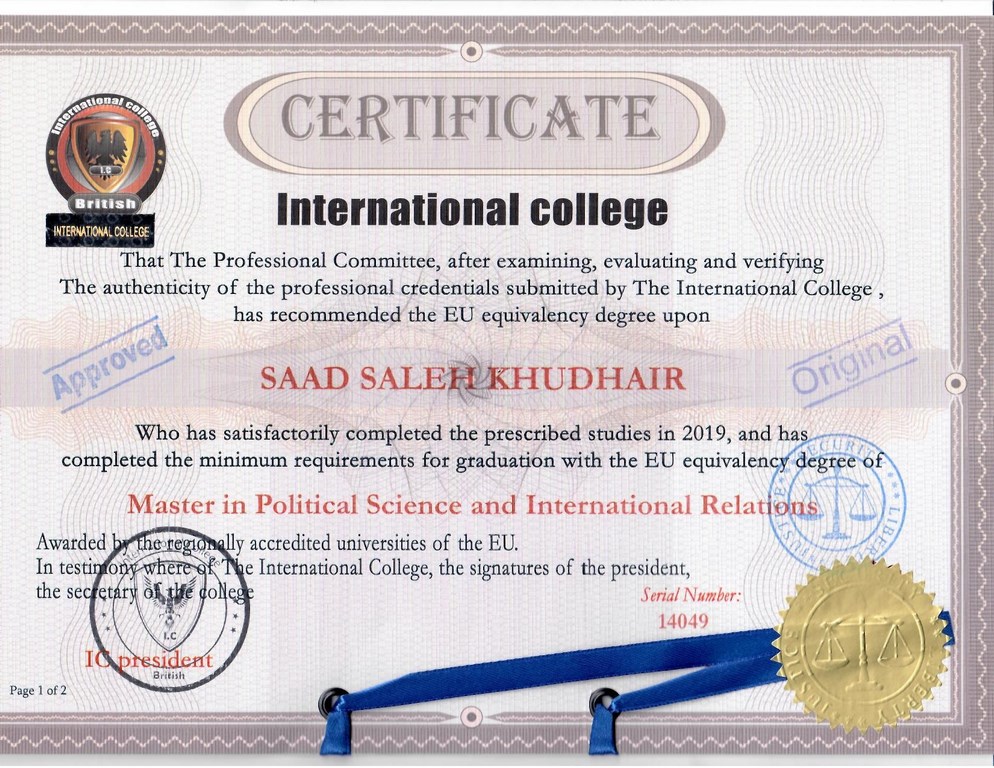 CERTIFICATE
International college
I.C
British
INTERNATIONAL COLLEGE
International college
That The Professional Committee, after examining, evaluating and verifying
The authenticity of the professional credentials submitted by The International College ,
has recommended the EU equivalency degree upon
Approved
Original
SAAD SALEH KHUDHAIR
Who has satisfactorily completed the prescribed studies in 2019, and has
completed the minimum requirements for graduation with the EU equivalency degree of
Master in Political Science and International Relations
SECURITY
LIBERTY
JUSTICE
Awarded by the regionally accredited universities of the EU.
In testimony where of The International College, the signatures of the president,
the secretary of the college
Serial Number:
14049
I.C
IC president
British
Page 1 of 2